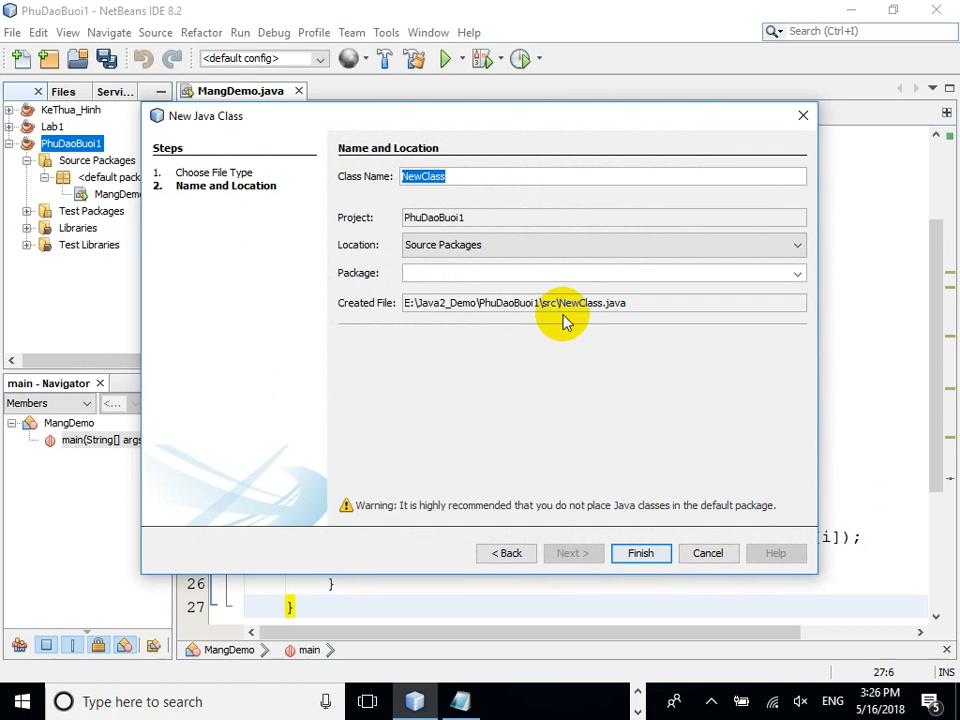 PhuDaoBuoi1 - NetBeans IDE 8.2
File Edit View Navigate Source Refactor Run Debug Profile Team Tools Window Help
Search (Ctrl+I)
<default config>
Files Servi... MangDemo.java
KeThua_Hinh
Lab1
PhuDaoBuoi1
Source Packages
<default pack
MangDemo
Test Packages
Libraries
Test Libraries
main - Navigator
Members <...
MangDemo
main(String[] args
New Java Class
Steps
1. Choose File Type
2. Name and Location
Name and Location
Class Name: NewClass
Project: PhuDaoBuoi1
Location: Source Packages
Package:
Created File: E:\Java2_Demo\PhuDaoBuoi1\src\NewClass.java
Warning: It is highly recommended that you do not place Java classes in the default package.
< Back Next > Finish Cancel Help
[i]);
26 }
27 }
MangDemo main
27:6 INS
Type here to search
ENG
3:26 PM
5/16/2018
5